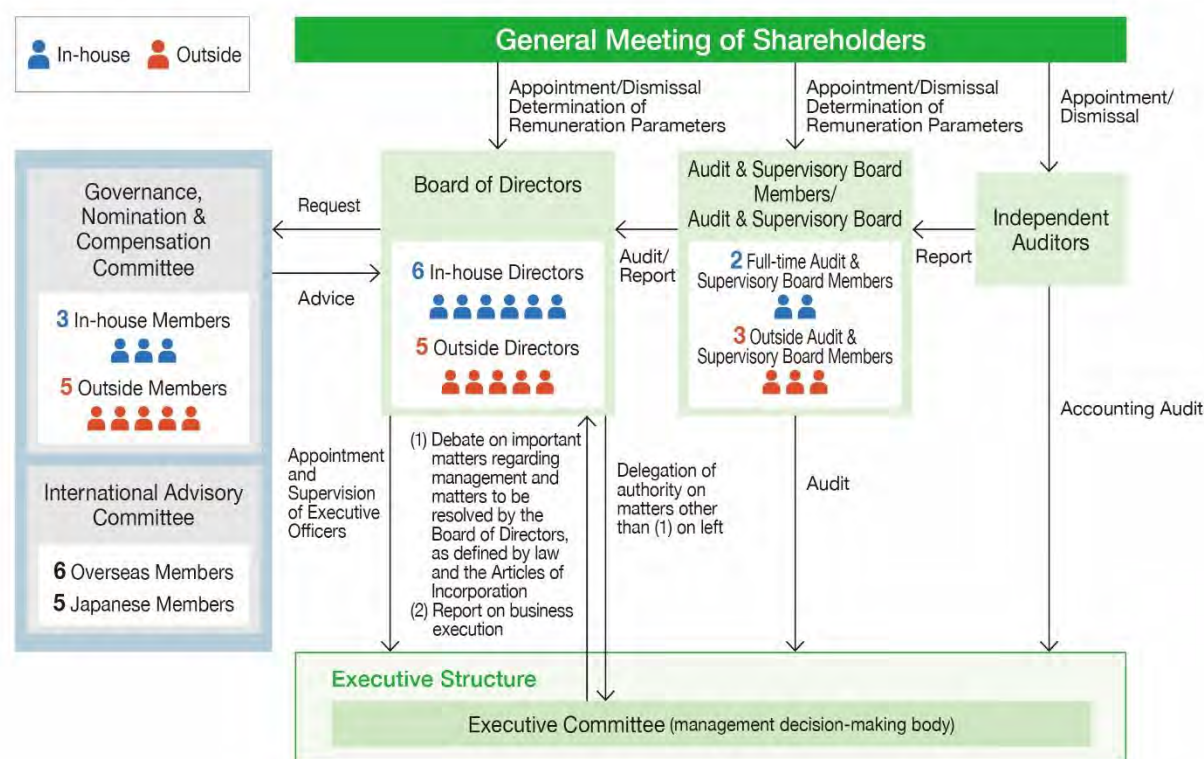 In-house Outside
General Meeting of Shareholders
Appointment/Dismissal
Determination of
Remuneration Parameters
Appointment/Dismissal
Determination of
Remuneration Parameters
Appointment/
Dismissal
Governance,
Nomination &
Compensation
Committee
3 In-house Members
5 Outside Members
International Advisory
Committee
6 Overseas Members
5 Japanese Members
Request
Advice
Board of Directors
6 In-house Directors
5 Outside Directors
Audit/
Report
Audit & Supervisory Board
Members/
Audit & Supervisory Board
2 Full-time Audit &
Supervisory Board Members
3 Outside Audit &
Supervisory Board Members
Report
Independent
Auditors
Appointment
and
Supervision
of Executive
Officers
(1) Debate on important
matters regarding
management and
matters to be
resolved by the
Board of Directors,
as defined by law
and the Articles of
Incorporation
(2) Report on business
execution
Delegation of
authority on
matters other
than (1) on left
Audit
Accounting Audit
Executive Structure
Executive Committee (management decision-making body)